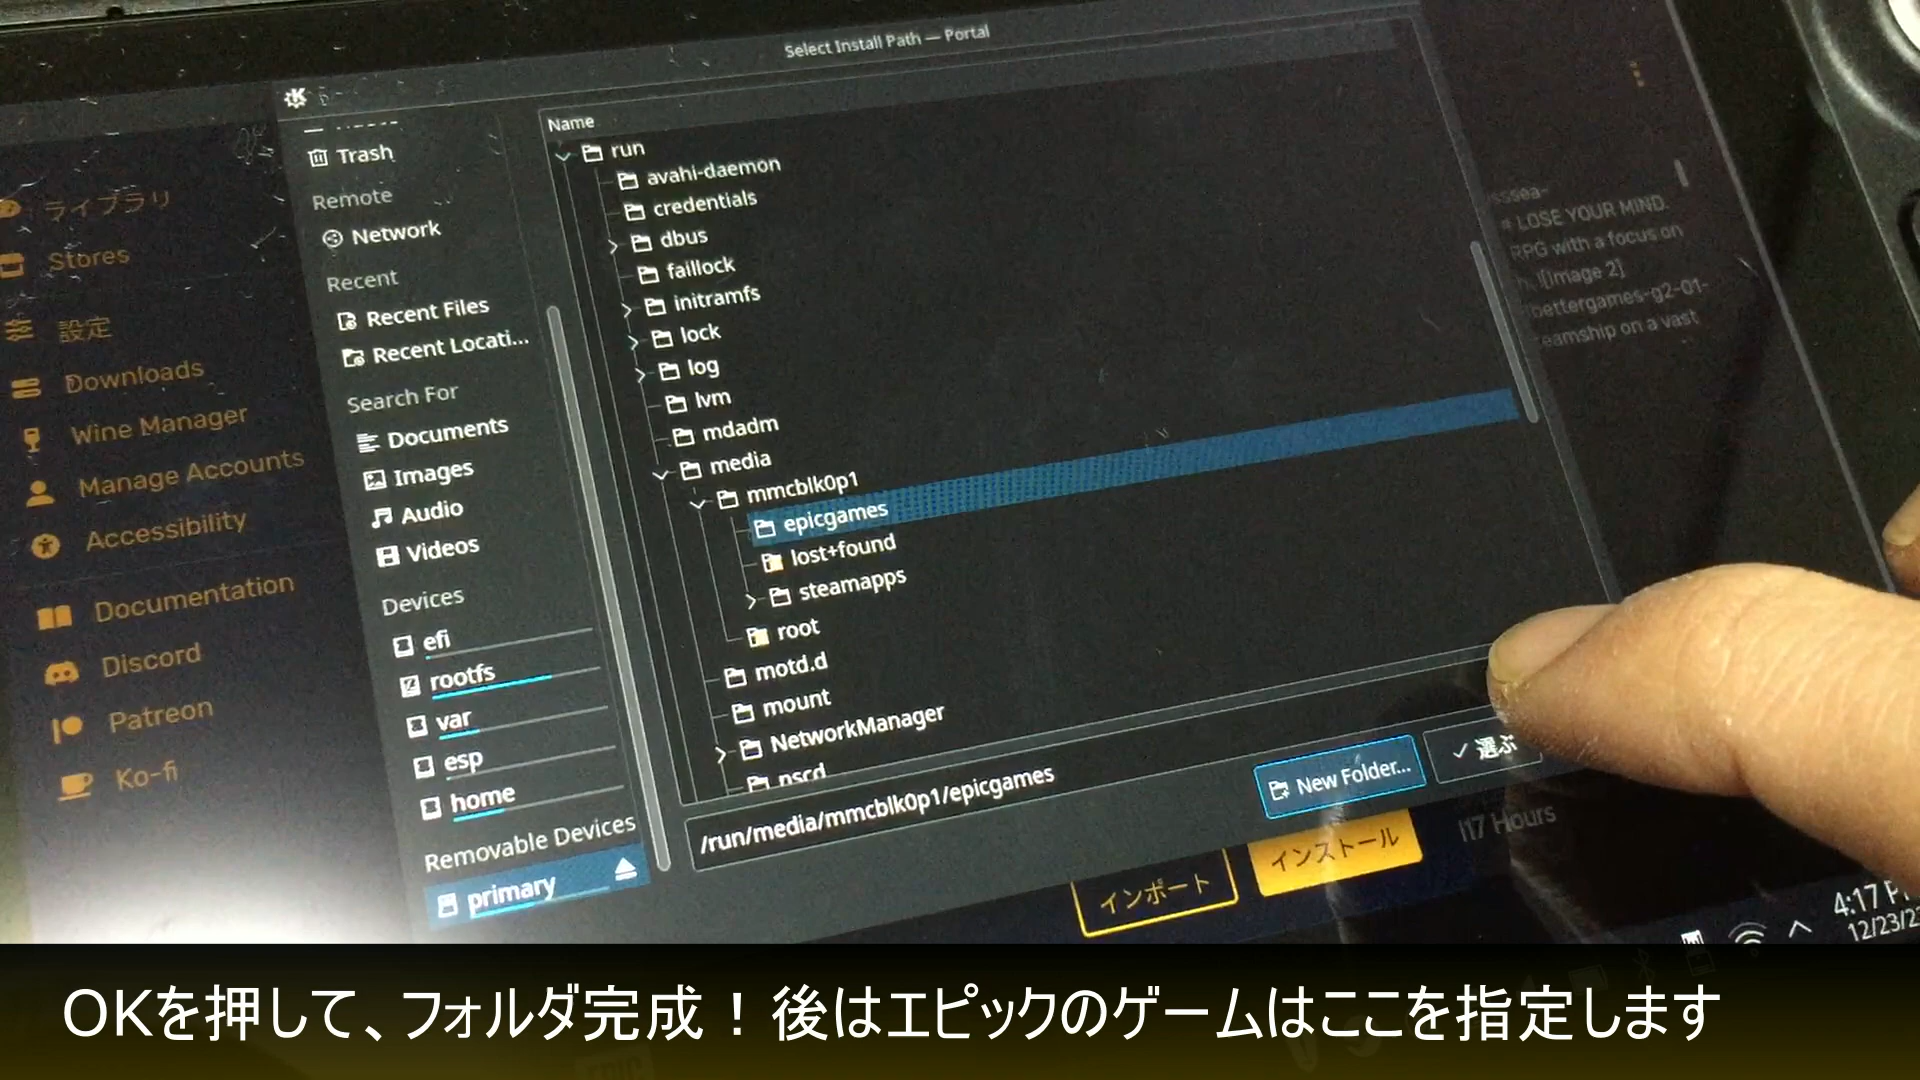 Select Install Path — Portal
Name
Trash
Remote
Network
Recent
Recent Files
Recent Locati...
Search For
Documents
Images
Audio
Videos
Devices
efi
rootfs
var
esp
home
Removable Devices
primary
run
avahi-daemon
credentials
dbus
faillock
initramfs
lock
log
lvm
mdadm
media
mmcblk0p1
epicgames
lost+found
steamapps
root
motd.d
mount
NetworkManager
nscd
/run/media/mmcblk0p1/epicgames
New Folder...
選ぶ
ライブラリ
Stores
設定
Downloads
Wine Manager
Manage Accounts
Accessibility
Documentation
Discord
Patreon
Ko-fi
# LOSE YOUR MIND.
RPG with a focus on
h. ![Image 2]
bettergames-g2-01-
eamship on a vast
117 Hours
インポート
インストール
4:17 P
12/23/2
OKを押して、フォルダ完成！後はエピックのゲームはここを指定します